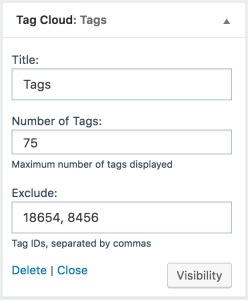 Tag Cloud: Tags
Title:
Tags
Number of Tags:
75
Maximum number of tags displayed
Exclude:
18654, 8456
Tag IDs, separated by commas
Delete | Close
Visibility